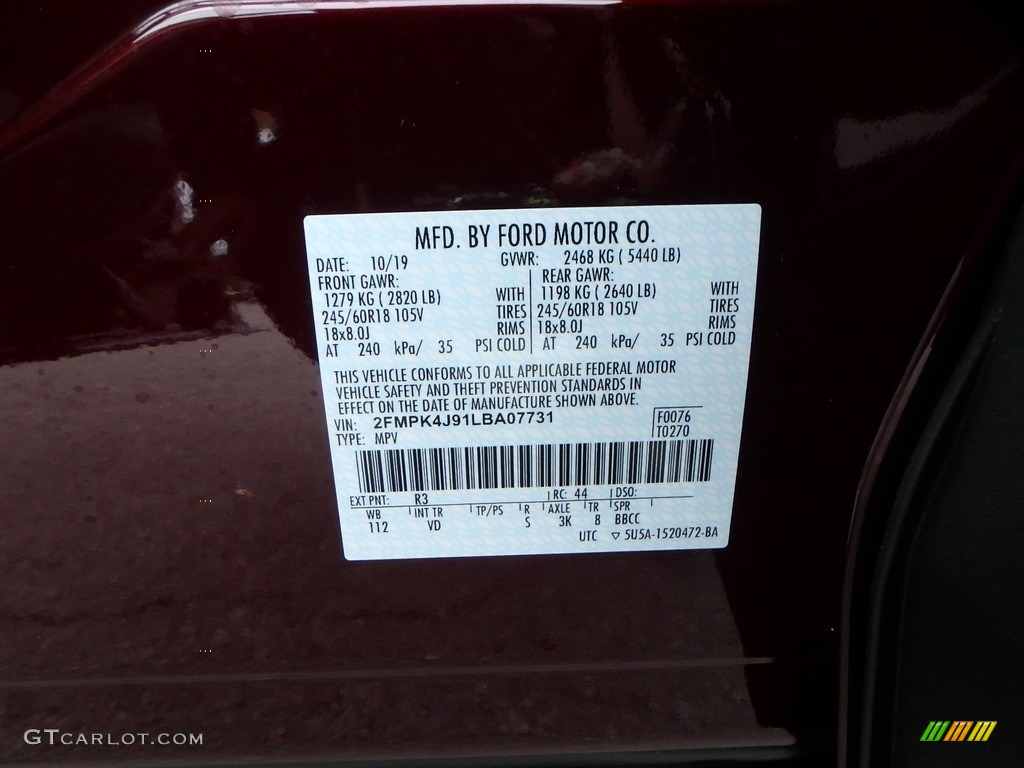 MFD. BY FORD MOTOR CO.
DATE: 10/19 GVWR: 2468 KG ( 5440 LB)
FRONT GAWR: REAR GAWR:
1279 KG ( 2820 LB) WITH 1198 KG ( 2640 LB) WITH
245/60R18 105V TIRES 245/60R18 105V TIRES
18x8.0J RIMS 18x8.0J RIMS
AT 240 kPa/ 35 PSI COLD AT 240 kPa/ 35 PSI COLD
THIS VEHICLE CONFORMS TO ALL APPLICABLE FEDERAL MOTOR
VEHICLE SAFETY AND THEFT PREVENTION STANDARDS IN
EFFECT ON THE DATE OF MANUFACTURE SHOWN ABOVE.
VIN: 2FMPK4J91LBA07731 F0076
TYPE: MPV T0270
EXT PNT: R3 RC: 44 DSO:
WB INT TR TP/PS R AXLE TR SPR
112 VD S 3K 8 BBCC
UTC ▽ 5U5A-1520472-BA
GTCARLOT.COM